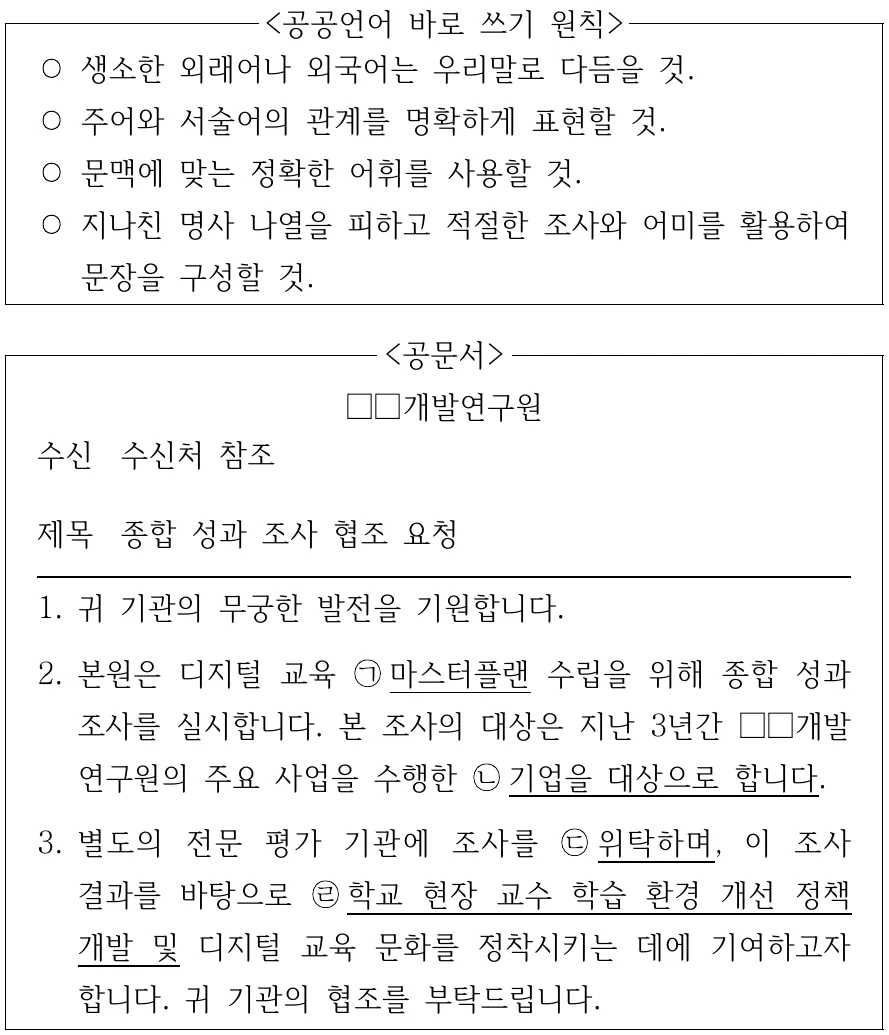 <공공언어 바로 쓰기 원칙>
○ 생소한 외래어나 외국어는 우리말로 다듬을 것.
○ 주어와 서술어의 관계를 명확하게 표현할 것.
○ 문맥에 맞는 정확한 어휘를 사용할 것.
○ 지나친 명사 나열을 피하고 적절한 조사와 어미를 활용하여
문장을 구성할 것.
<공문서>
□□개발연구원
수신 수신처 참조
제목 종합 성과 조사 협조 요청
1. 귀 기관의 무궁한 발전을 기원합니다.
2. 본원은 디지털 교육 ㉠마스터플랜 수립을 위해 종합 성과
조사를 실시합니다. 본 조사의 대상은 지난 3년간 □□개발
연구원의 주요 사업을 수행한 ㉡기업을 대상으로 합니다.
3. 별도의 전문 평가 기관에 조사를 ㉢위탁하며, 이 조사
결과를 바탕으로 ㉣학교 현장 교수 학습 환경 개선 정책
개발 및 디지털 교육 문화를 정착시키는 데에 기여하고자
합니다. 귀 기관의 협조를 부탁드립니다.